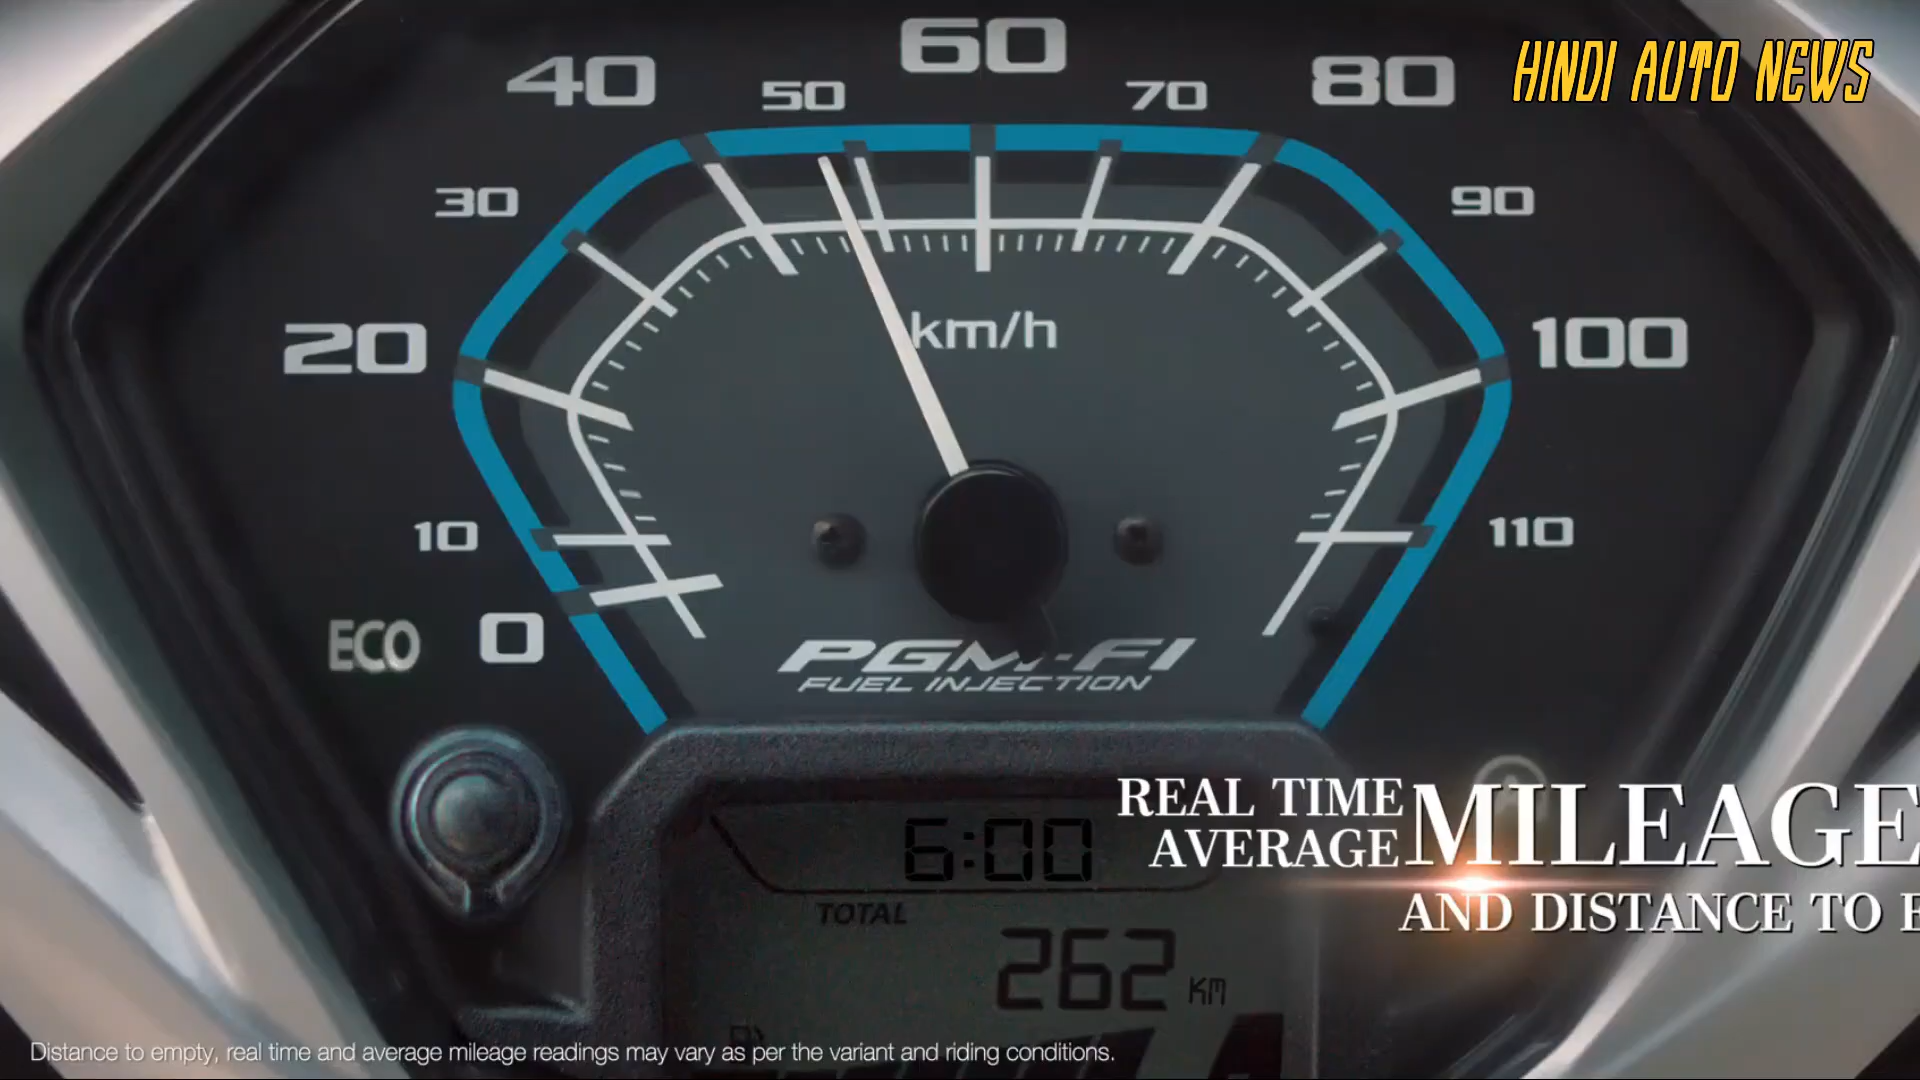 HINDI AUTO NEWS
60
40
80
50
70
30
90
km/h
20
100
10
110
ECO
0
PGM-FI
FUEL INJECTION
REAL TIME
AVERAGE
MILEAGE
AND DISTANCE TO E
6:00
TOTAL
262 KM
Distance to empty, real time and average mileage readings may vary as per the variant and riding conditions.